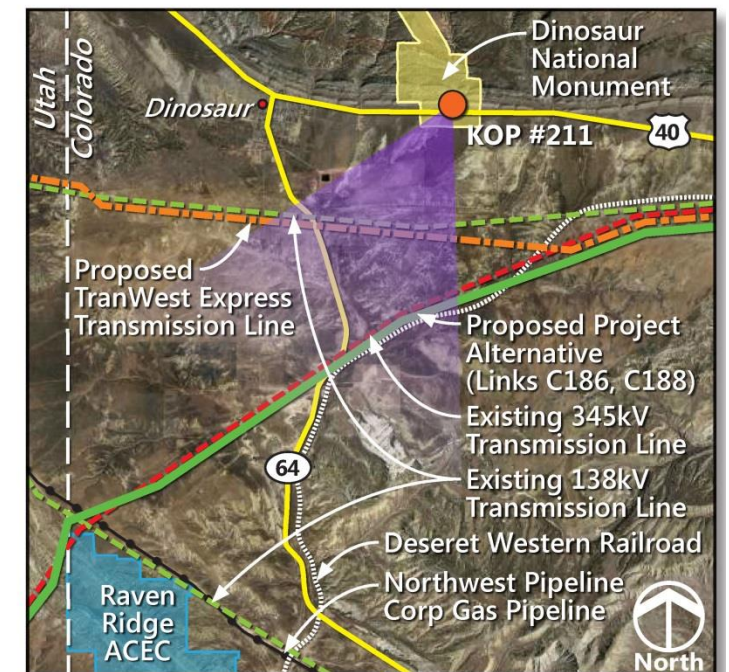 Dinosaur
National
Monument
Utah
Colorado
Dinosaur
KOP #211
40
Proposed
TranWest Express
Transmission Line
Proposed Project
Alternative
(Links C186, C188)
Existing 345kV
Transmission Line
64
Existing 138kV
Transmission Line
Deseret Western Railroad
Raven
Ridge
ACEC
Northwest Pipeline
Corp Gas Pipeline
North